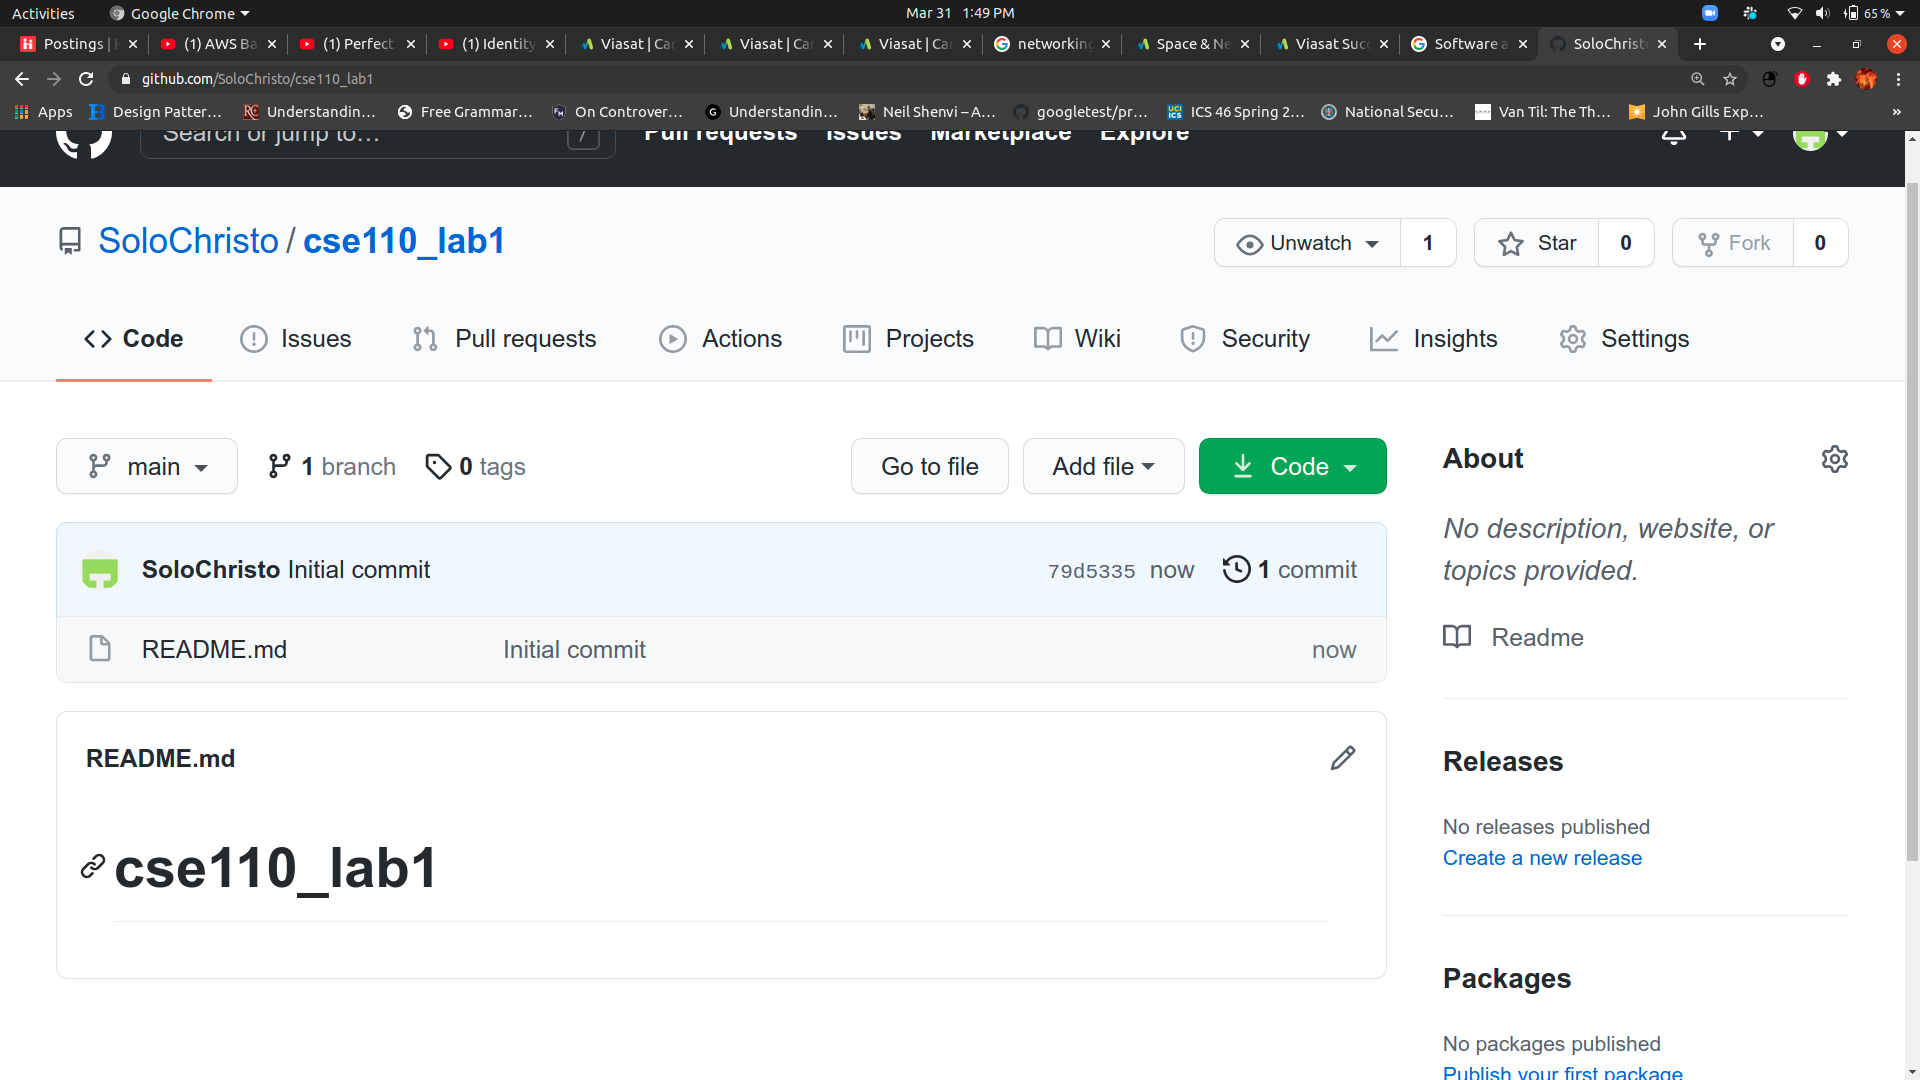 Activities Google Chrome Mar 31 1:49 PM 65 %
Postings | (1) AWS Ba (1) Perfect (1) Identity Viasat | Car Viasat | Car Viasat | Car networking Space & Ne Viasat Succ Software a SoloChrist
github.com/SoloChristo/cse110_lab1
Apps Design Patter... Understandin... Free Grammar... On Controver... Understandin... Neil Shenvi – A... googletest/pr... ICS 46 Spring 2... National Secu... Van Til: The Th... John Gills Exp... »
Search or jump to... / Pull requests Issues Marketplace Explore
SoloChristo / cse110_lab1 Unwatch 1 Star 0 Fork 0
Code Issues Pull requests Actions Projects Wiki Security Insights Settings
main 1 branch 0 tags Go to file Add file Code About
No description, website, or
topics provided.
SoloChristo Initial commit 79d5335 now 1 commit
README.md Initial commit now
Readme
README.md
Releases
No releases published
Create a new release
cse110_lab1
Packages
No packages published
Publish your first package